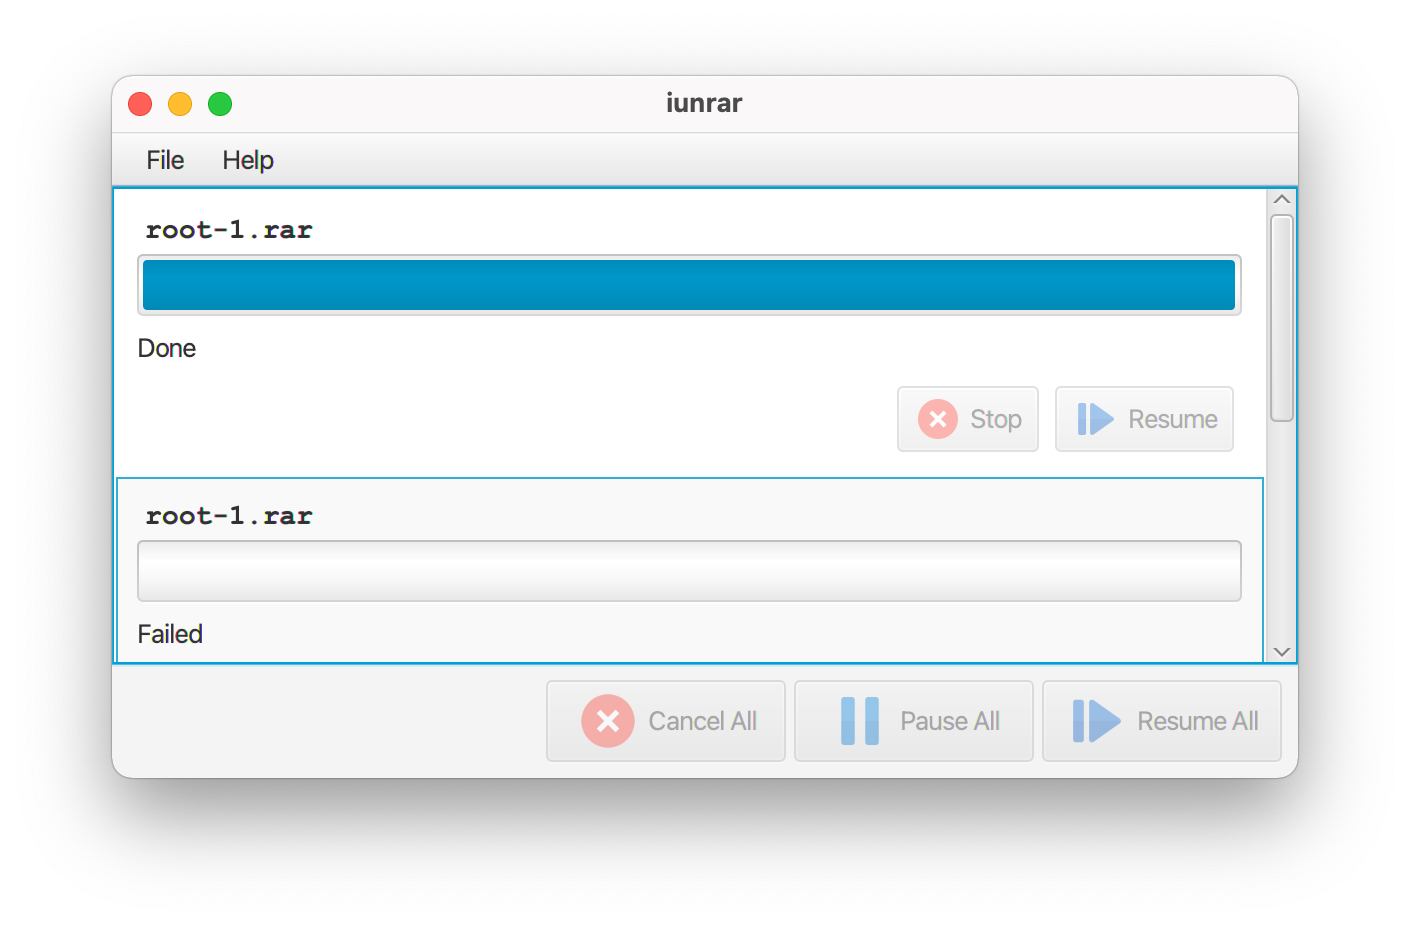 iunrar
File Help
root-1.rar
Done
Stop Resume
root-1.rar
Failed
Cancel All Pause All Resume All